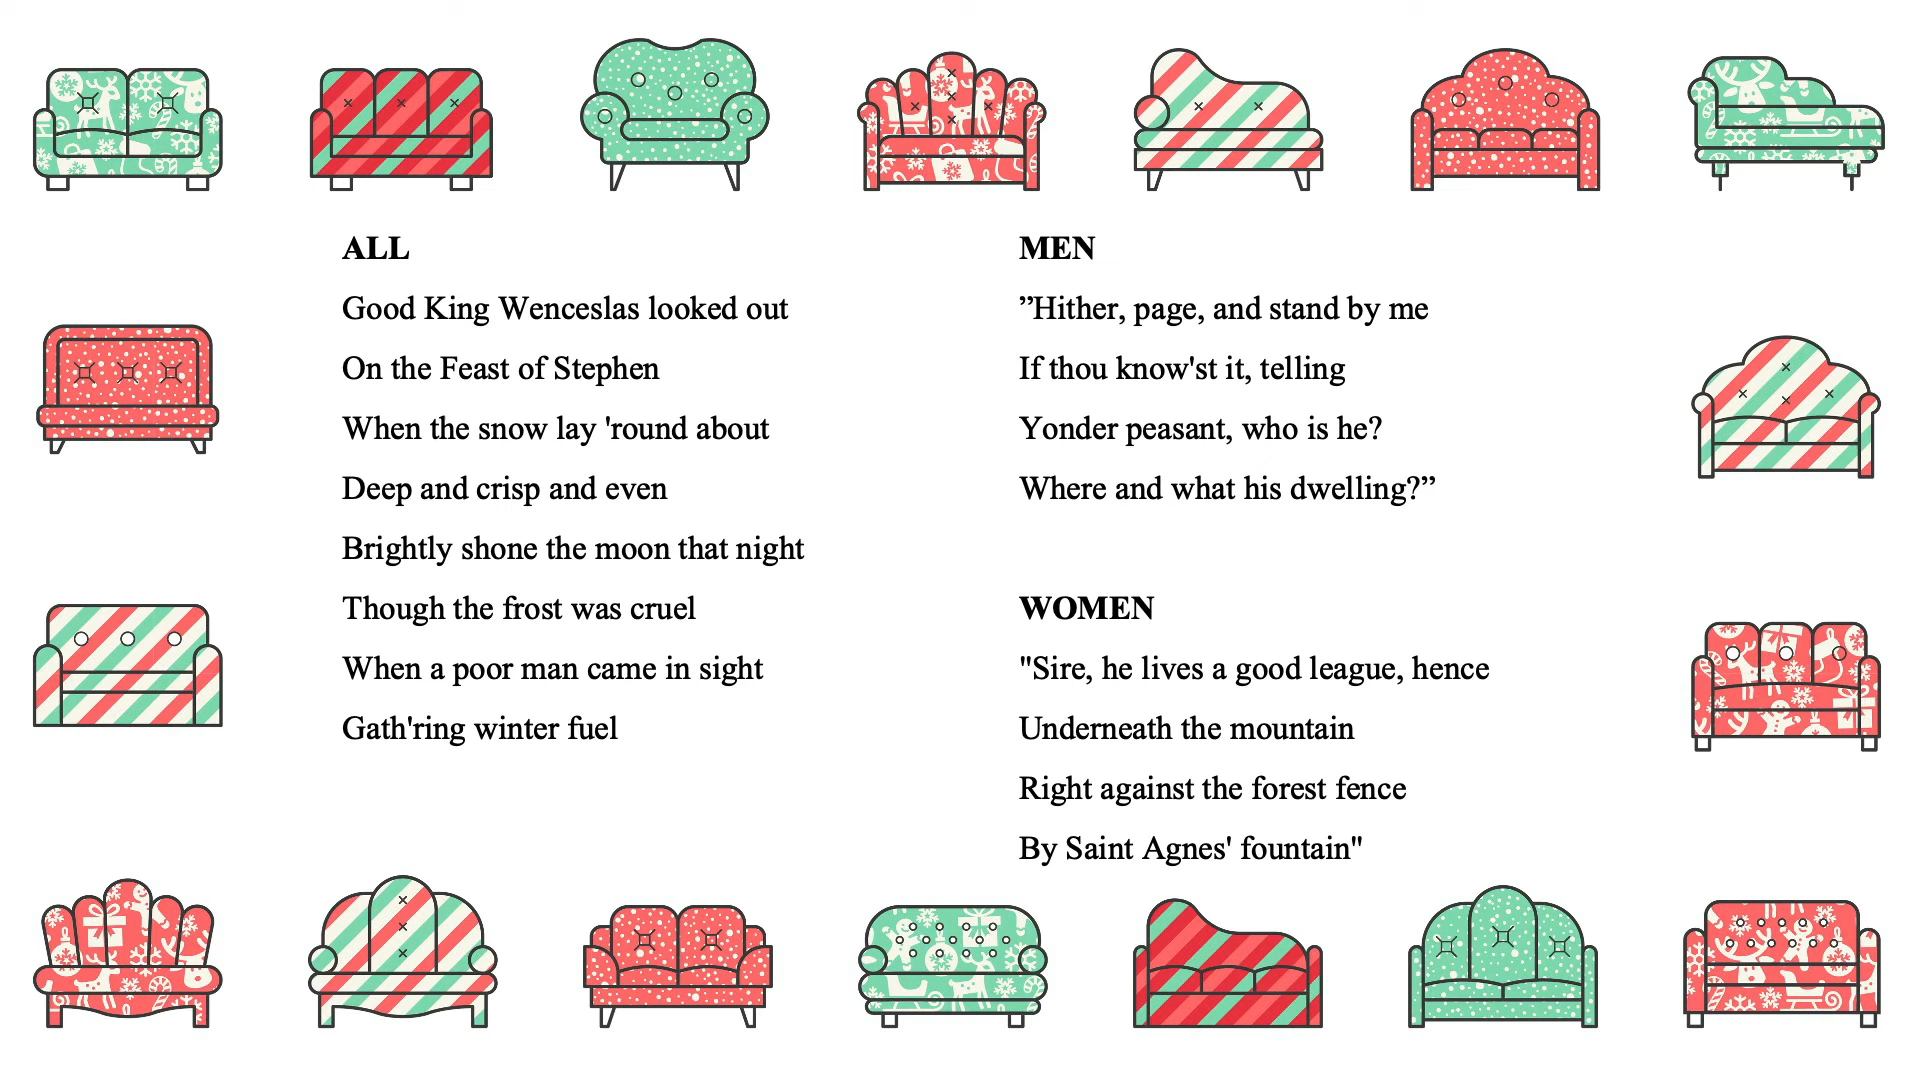 ALL
Good King Wenceslas looked out
On the Feast of Stephen
When the snow lay 'round about
Deep and crisp and even
Brightly shone the moon that night
Though the frost was cruel
When a poor man came in sight
Gath'ring winter fuel
MEN
”Hither, page, and stand by me
If thou know'st it, telling
Yonder peasant, who is he?
Where and what his dwelling?”
WOMEN
"Sire, he lives a good league, hence
Underneath the mountain
Right against the forest fence
By Saint Agnes' fountain"